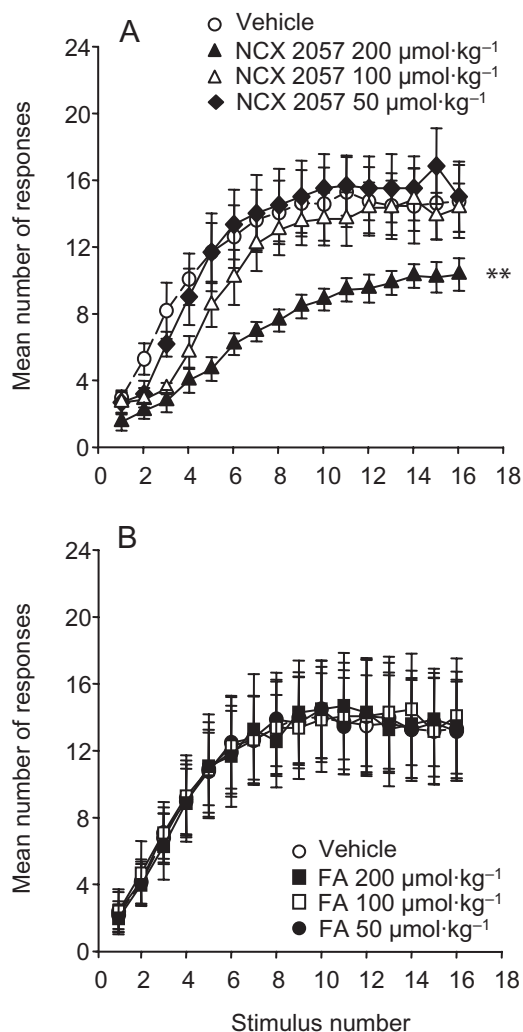 A
Vehicle
NCX 2057 200 µmol·kg⁻¹
NCX 2057 100 µmol·kg⁻¹
NCX 2057 50 µmol·kg⁻¹
Mean number of responses
24
20
16
12
8
4
0
**
0 2 4 6 8 10 12 14 16 18
B
Mean number of responses
24
20
16
12
8
4
0
Vehicle
FA 200 µmol·kg⁻¹
FA 100 µmol·kg⁻¹
FA 50 µmol·kg⁻¹
0 2 4 6 8 10 12 14 16 18
Stimulus number